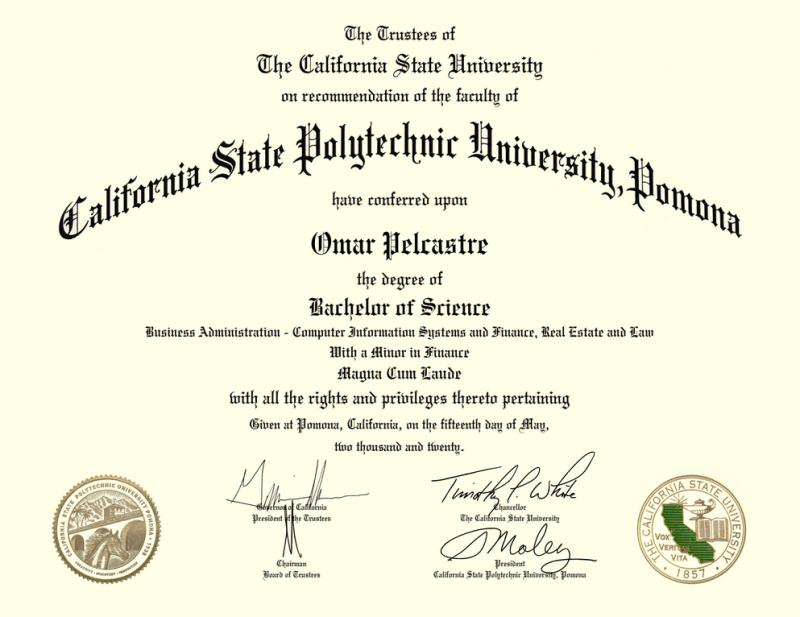 The Trustees of
The California State University
on recommendation of the faculty of
California State Polytechnic University, Pomona
have conferred upon
Omar Pelcastre
the degree of
Bachelor of Science
Business Administration - Computer Information Systems and Finance, Real Estate and Law
With a Minor in Finance
Magna Cum Laude
with all the rights and privileges thereto pertaining
Given at Pomona, California, on the fifteenth day of May,
two thousand and twenty.
Timothy P. White
Governor of California
President of the Trustees
Chancellor
The California State University
Chairman
Board of Trustees
President
California State Polytechnic University, Pomona
CALIFORNIA STATE POLYTECHNIC UNIVERSITY POMONA · 1938
THE CALIFORNIA STATE UNIVERSITY
VOX
VERITAS
VITA
· 1857 ·